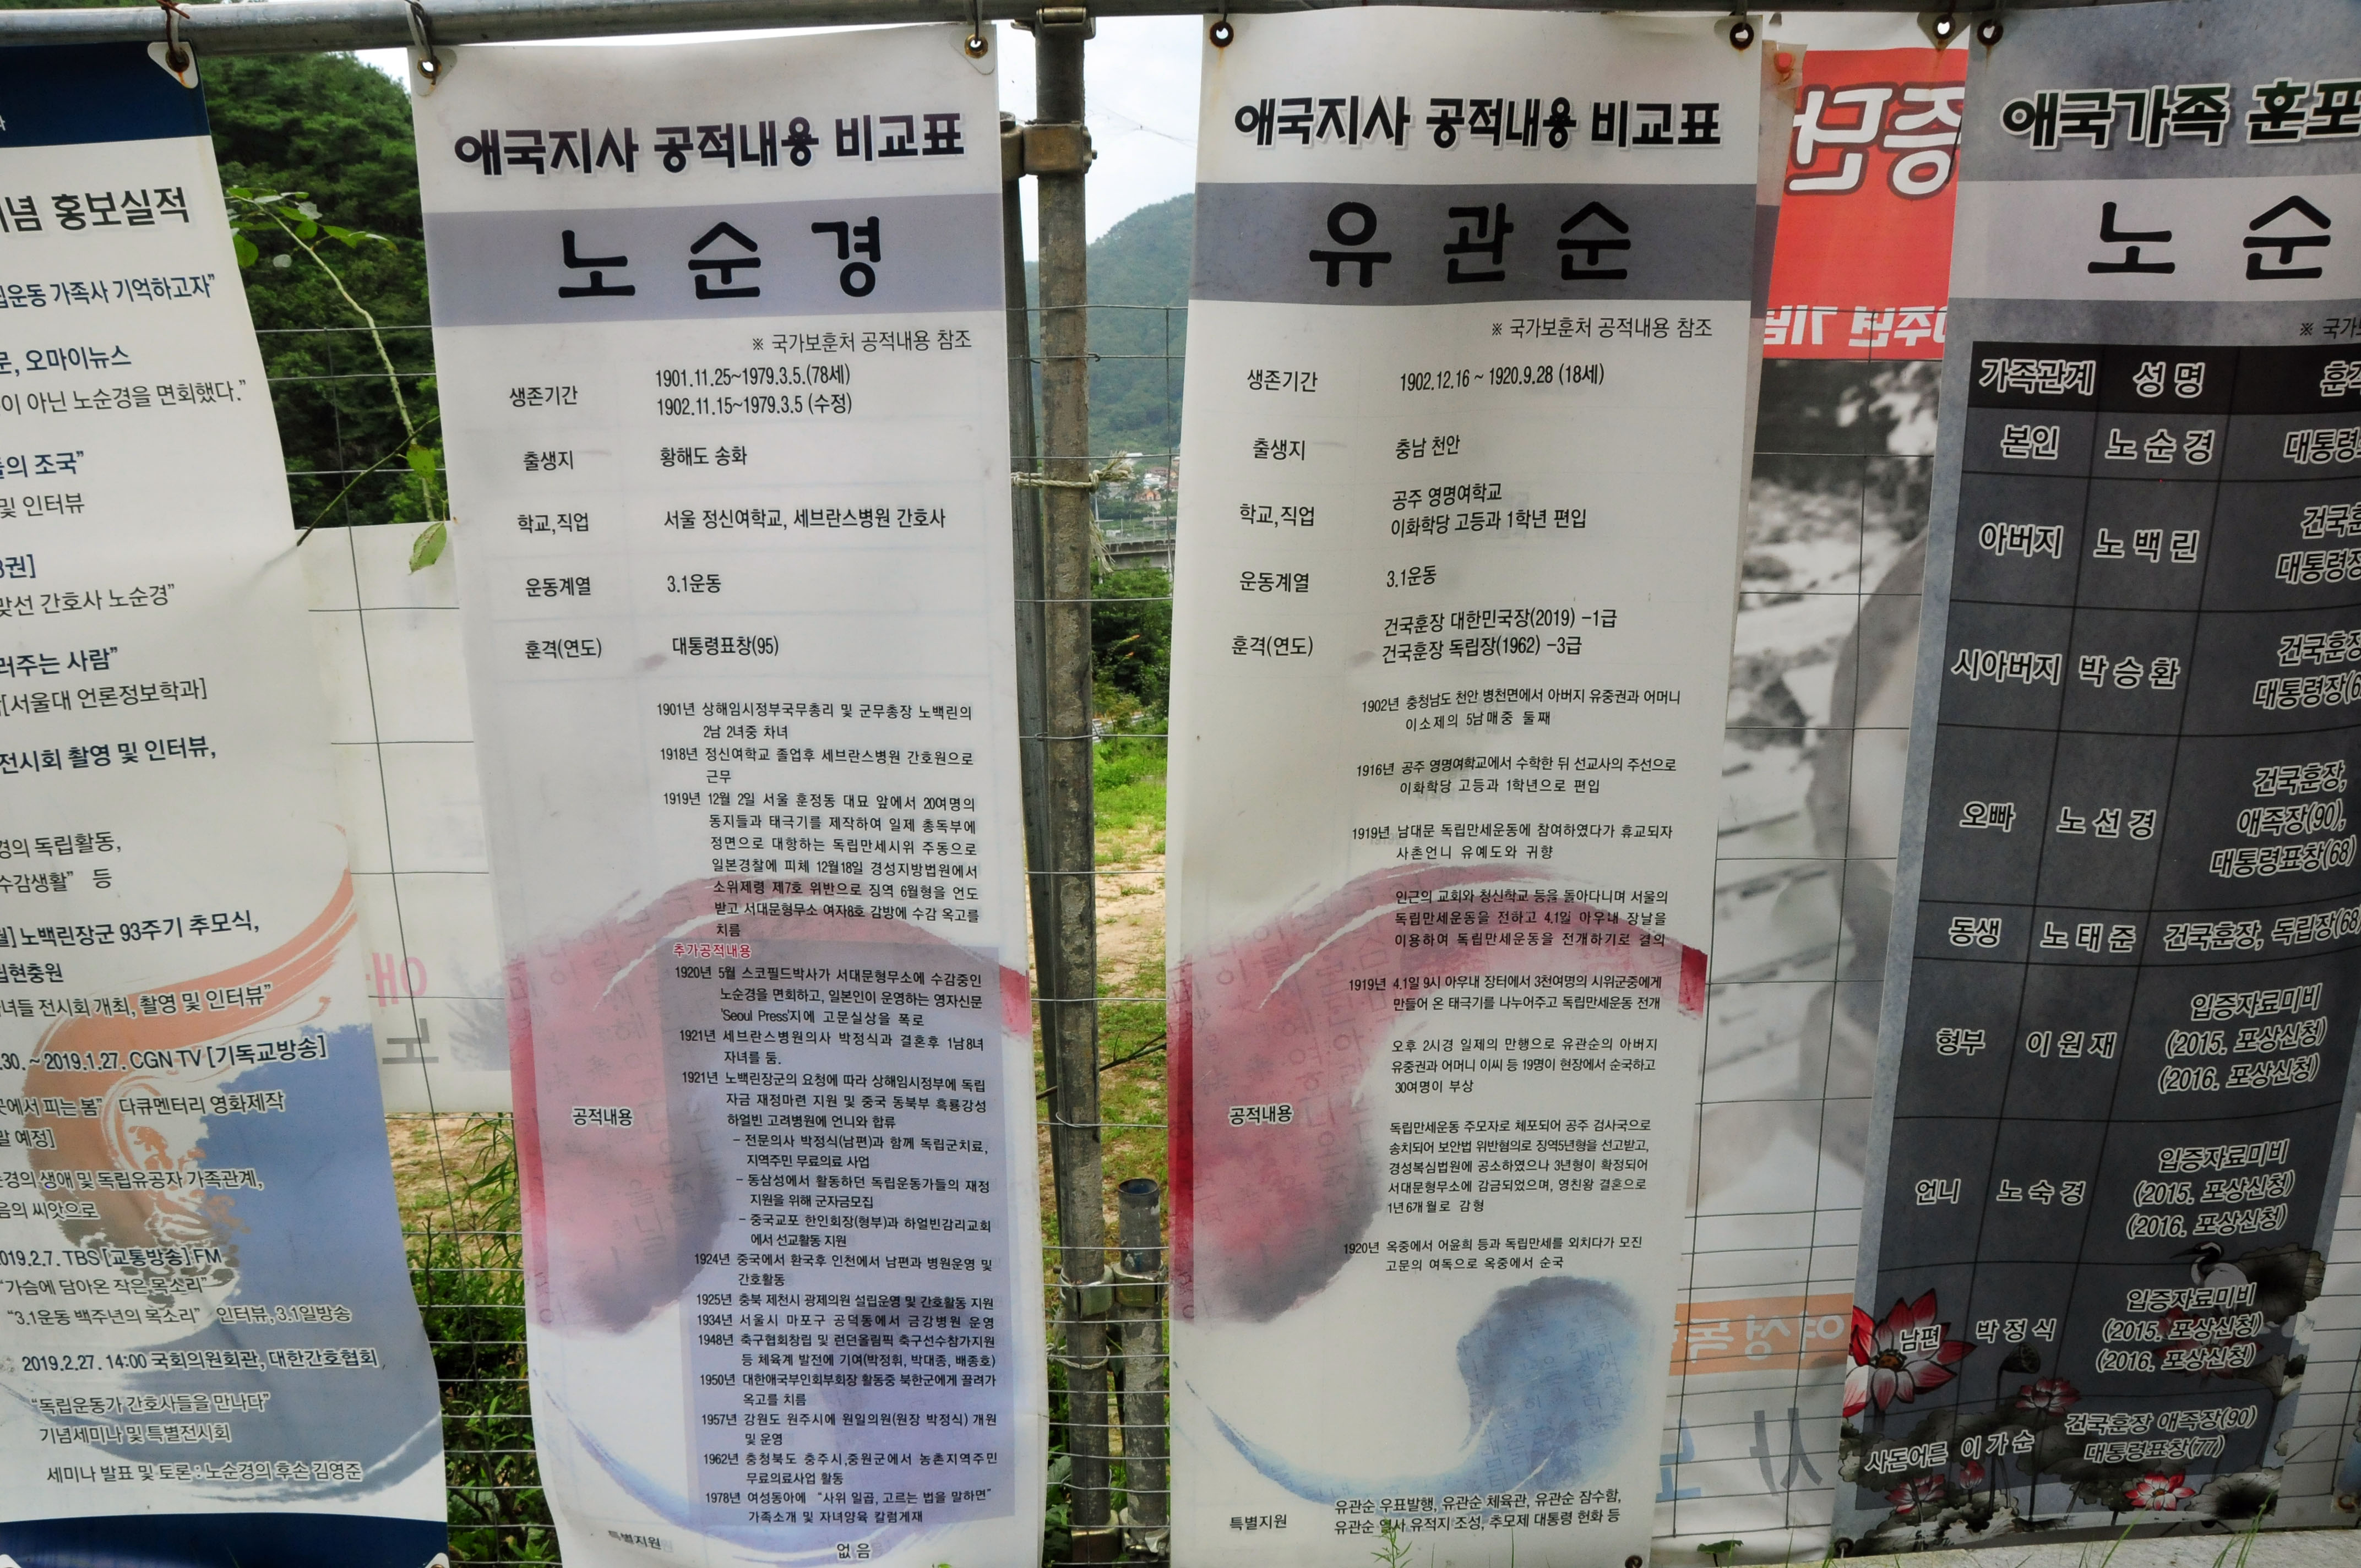 념 홍보실적
운동 가족사 기억하고자”
문, 오마이뉴스
이 아닌 노순경을 면회했다.”
들의 조국”
및 인터뷰
권]
맞선 간호사 노순경”
려주는 사람”
[서울대 언론정보학과]
전시회 촬영 및 인터뷰,
경의 독립활동,
수감생활” 등
노백린장군 93주기 추모식,
립현충원
녀들 전시회 개최, 촬영 및 인터뷰”
.30. ~ 2019.1.27. CGN TV [기독교방송]
곳에서 피는 봄” 다큐멘터리 영화제작
말 예정]
순경의 생애 및 독립유공자 가족관계,
음의 씨앗으로
019.2.7. TBS [교통방송] FM
“가슴에 담아온 작은 목소리”
“3.1운동 백주년의 목소리” 인터뷰, 3.1일방송
2019.2.27. 14:00 국회의원회관, 대한간호협회
“독립운동가 간호사들을 만나다”
기념세미나 및 특별전시회
세미나 발표 및 토론 : 노순경의 후손 김영준
애국지사 공적내용 비교표
노순경
※ 국가보훈처 공적내용 참조
생존기간
1901.11.25~1979.3.5.(78세)
1902.11.15~1979.3.5 (수정)
출생지 황해도 송화
학교,직업 서울 정신여학교, 세브란스병원 간호사
운동계열 3.1운동
훈격(연도) 대통령표창(95)
공적내용
1901년 상해임시정부국무총리 및 군무총장 노백린의
2남 2녀중 차녀
1918년 정신여학교 졸업후 세브란스병원 간호원으로
근무
1919년 12월 2일 서울 훈정동 대묘 앞에서 20여명의
동지들과 태극기를 제작하여 일제 총독부에
정면으로 대항하는 독립만세시위 주동으로
일본경찰에 피체 12월18일 경성지방법원에서
소위제령 제7호 위반으로 징역 6월형을 언도
받고 서대문형무소 여자8호 감방에 수감 옥고를
치름
추가공적내용
1920년 5월 스코필드박사가 서대문형무소에 수감중인
노순경을 면회하고, 일본인이 운영하는 영자신문
'Seoul Press'지에 고문실상을 폭로
1921년 세브란스병원의사 박정식과 결혼후 1남8녀
자녀를 둠.
1921년 노백린장군의 요청에 따라 상해임시정부에 독립
자금 재정마련 지원 및 중국 동북부 흑룡강성
하얼빈 고려병원에 언니와 합류
- 전문의사 박정식(남편)과 함께 독립군치료,
지역주민 무료의료 사업
- 동삼성에서 활동하던 독립운동가들의 재정
지원을 위해 군자금모집
- 중국교포 한인회장(형부)과 하얼빈감리교회
에서 선교활동 지원
1924년 중국에서 환국후 인천에서 남편과 병원운영 및
간호활동
1925년 충북 제천시 광제의원 설립운영 및 간호활동 지원
1934년 서울시 마포구 공덕동에서 금강병원 운영
1948년 축구협회창립 및 런던올림픽 축구선수참가지원
등 체육계 발전에 기여(박정휘, 박대종, 배종호)
1950년 대한애국부인회부회장 활동중 북한군에게 끌려가
옥고를 치름
1957년 강원도 원주시에 원일의원(원장 박정식) 개원
및 운영
1962년 충청북도 충주시,중원군에서 농촌지역주민
무료의료사업 활동
1978년 여성동아에 “사위 일곱, 고르는 법을 말하면”
가족소개 및 자녀양육 칼럼게재
특별지원 없음
애국지사 공적내용 비교표
유관순
※ 국가보훈처 공적내용 참조
생존기간 1902.12.16 ~ 1920.9.28 (18세)
출생지 충남 천안
학교,직업
공주 영명여학교
이화학당 고등과 1학년 편입
운동계열 3.1운동
훈격(연도)
건국훈장 대한민국장(2019) -1급
건국훈장 독립장(1962) -3급
공적내용
1902년 충청남도 천안 병천면에서 아버지 유중권과 어머니
이소제의 5남매중 둘째
1916년 공주 영명여학교에서 수학한 뒤 선교사의 주선으로
이화학당 고등과 1학년으로 편입
1919년 남대문 독립만세운동에 참여하였다가 휴교되자
사촌언니 유예도와 귀향
인근의 교회와 청신학교 등을 돌아다니며 서울의
독립만세운동을 전하고 4.1일 아우내 장날을
이용하여 독립만세운동을 전개하기로 결의
1919년 4.1일 9시 아우내 장터에서 3천여명의 시위군중에게
만들어 온 태극기를 나누어주고 독립만세운동 전개
오후 2시경 일제의 만행으로 유관순의 아버지
유중권과 어머니 이씨 등 19명이 현장에서 순국하고
30여명이 부상
독립만세운동 주모자로 체포되어 공주 검사국으로
송치되어 보안법 위반혐의로 징역5년형을 선고받고,
경성복심법원에 공소하였으나 3년형이 확정되어
서대문형무소에 감금되었으며, 영친왕 결혼으로
1년6개월로 감형
1920년 옥중에서 어윤희 등과 독립만세를 외치다가 모진
고문의 여독으로 옥중에서 순국
특별지원
유관순 우표발행, 유관순 체육관, 유관순 잠수함,
유관순 열사 유적지 조성, 추모제 대통령 헌화 등
애국가족 훈포
노순
※ 국가
가족관계 성명 훈격
본인 노순경 대통령
아버지 노백린 건국훈
대통령장
시아버지 박승환 건국훈장
대통령장(6
오빠 노선경 건국훈장,
애족장(90),
대통령표창(68)
동생 노태준 건국훈장, 독립장(68)
형부 이원재 입증자료미비
(2015. 포상신청)
(2016. 포상신청)
언니 노숙경 입증자료미비
(2015. 포상신청)
(2016. 포상신청)
남편 박정식 입증자료미비
(2015. 포상신청)
(2016. 포상신청)
사돈어른 이가순 건국훈장 애족장(90)
대통령표창(77)